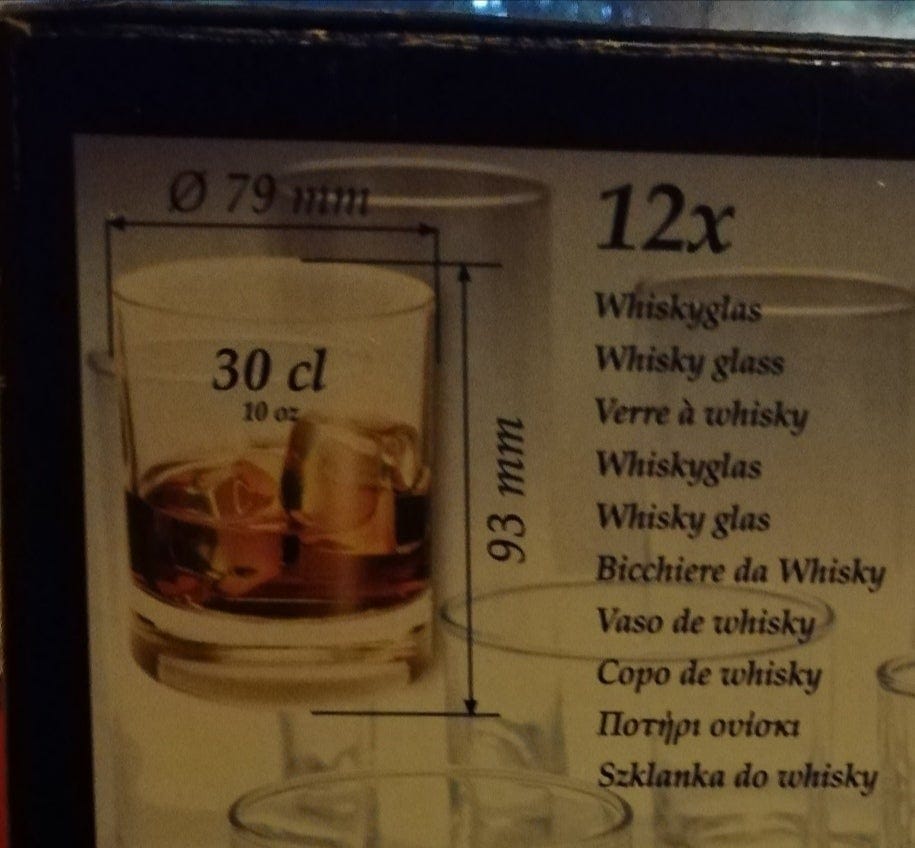 Ø 79 mm
30 cl
10 oz
93 mm
12x
Whiskyglas
Whisky glass
Verre à whisky
Whiskyglas
Whisky glas
Bicchiere da Whisky
Vaso de whisky
Copo de whisky
Ποτήρι ουίσκι
Szklanka do whisky